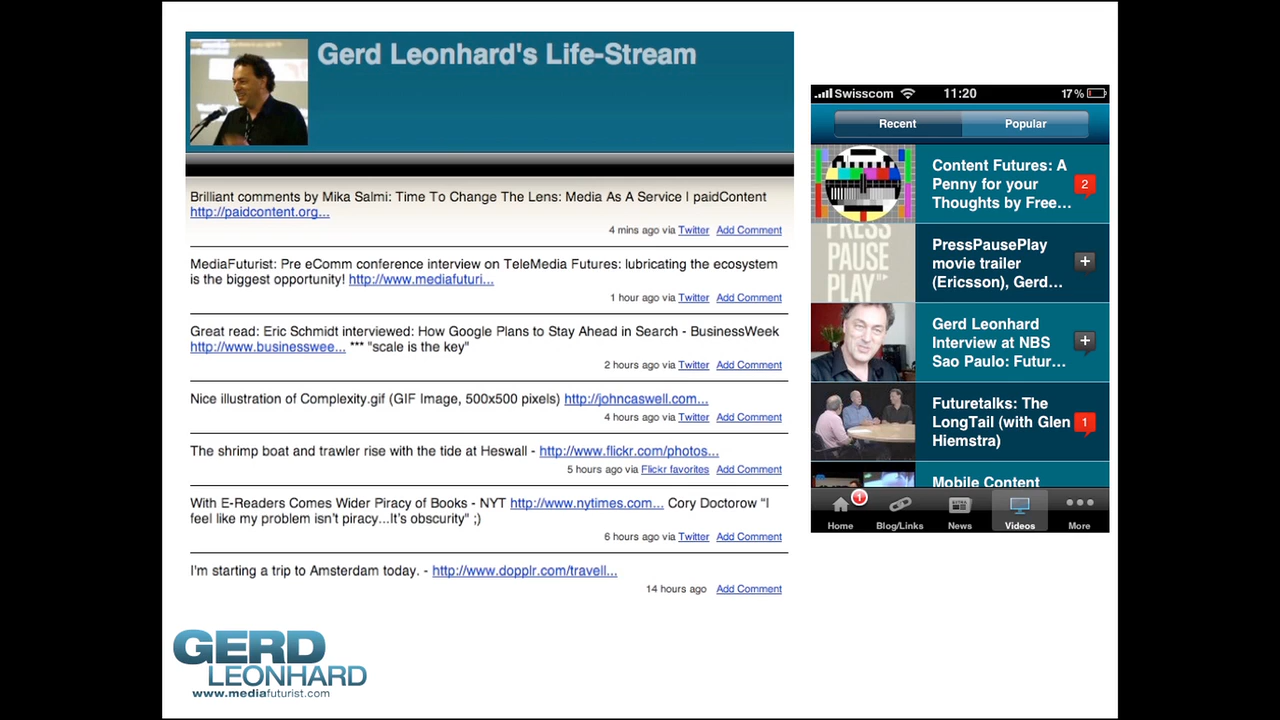 Gerd Leonhard's Life-Stream
Brilliant comments by Mika Salmi: Time To Change The Lens: Media As A Service | paidContent
http://paidcontent.org...
4 mins ago via Twitter Add Comment
MediaFuturist: Pre eComm conference interview on TeleMedia Futures: lubricating the ecosystem
is the biggest opportunity! http://www.mediafuturi...
1 hour ago via Twitter Add Comment
Great read: Eric Schmidt interviewed: How Google Plans to Stay Ahead in Search - BusinessWeek
http://www.businesswee... *** "scale is the key"
2 hours ago via Twitter Add Comment
Nice illustration of Complexity.gif (GIF Image, 500x500 pixels) http://johncaswell.com...
4 hours ago via Twitter Add Comment
The shrimp boat and trawler rise with the tide at Heswall - http://www.flickr.com/photos...
5 hours ago via Flickr favorites Add Comment
With E-Readers Comes Wider Piracy of Books - NYT http://www.nytimes.com... Cory Doctorow "I
feel like my problem isn't piracy...It's obscurity" ;)
6 hours ago via Twitter Add Comment
I'm starting a trip to Amsterdam today. - http://www.dopplr.com/travell...
14 hours ago Add Comment
GERD
LEONHARD
www.mediafuturist.com
Swisscom 11:20 17%
Recent Popular
Content Futures: A
Penny for your
Thoughts by Free...
2
PRESS
PAUSE
PLAY
PressPausePlay
movie trailer
(Ericsson), Gerd...
+
Gerd Leonhard
Interview at NBS
Sao Paulo: Futur...
+
Futuretalks: The
LongTail (with Glen
Hiemstra)
1
Mobile Content
1
EXTRA
Home Blog/Links News Videos More